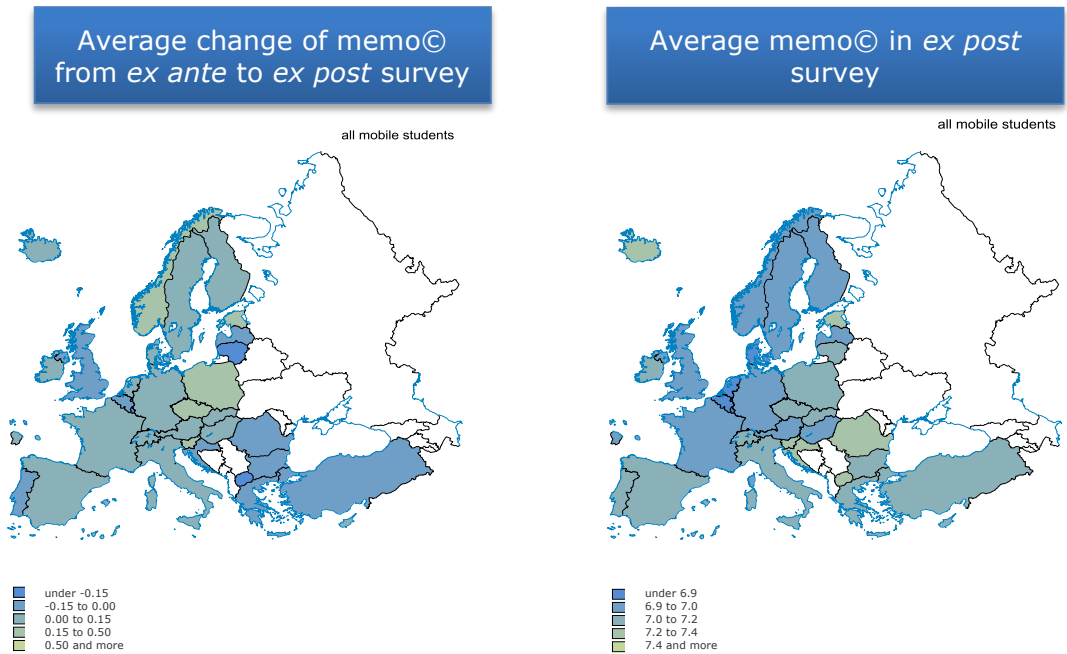 Average change of memo©
from ex ante to ex post survey
all mobile students
under -0.15
-0.15 to 0.00
0.00 to 0.15
0.15 to 0.50
0.50 and more
Average memo© in ex post
survey
all mobile students
under 6.9
6.9 to 7.0
7.0 to 7.2
7.2 to 7.4
7.4 and more